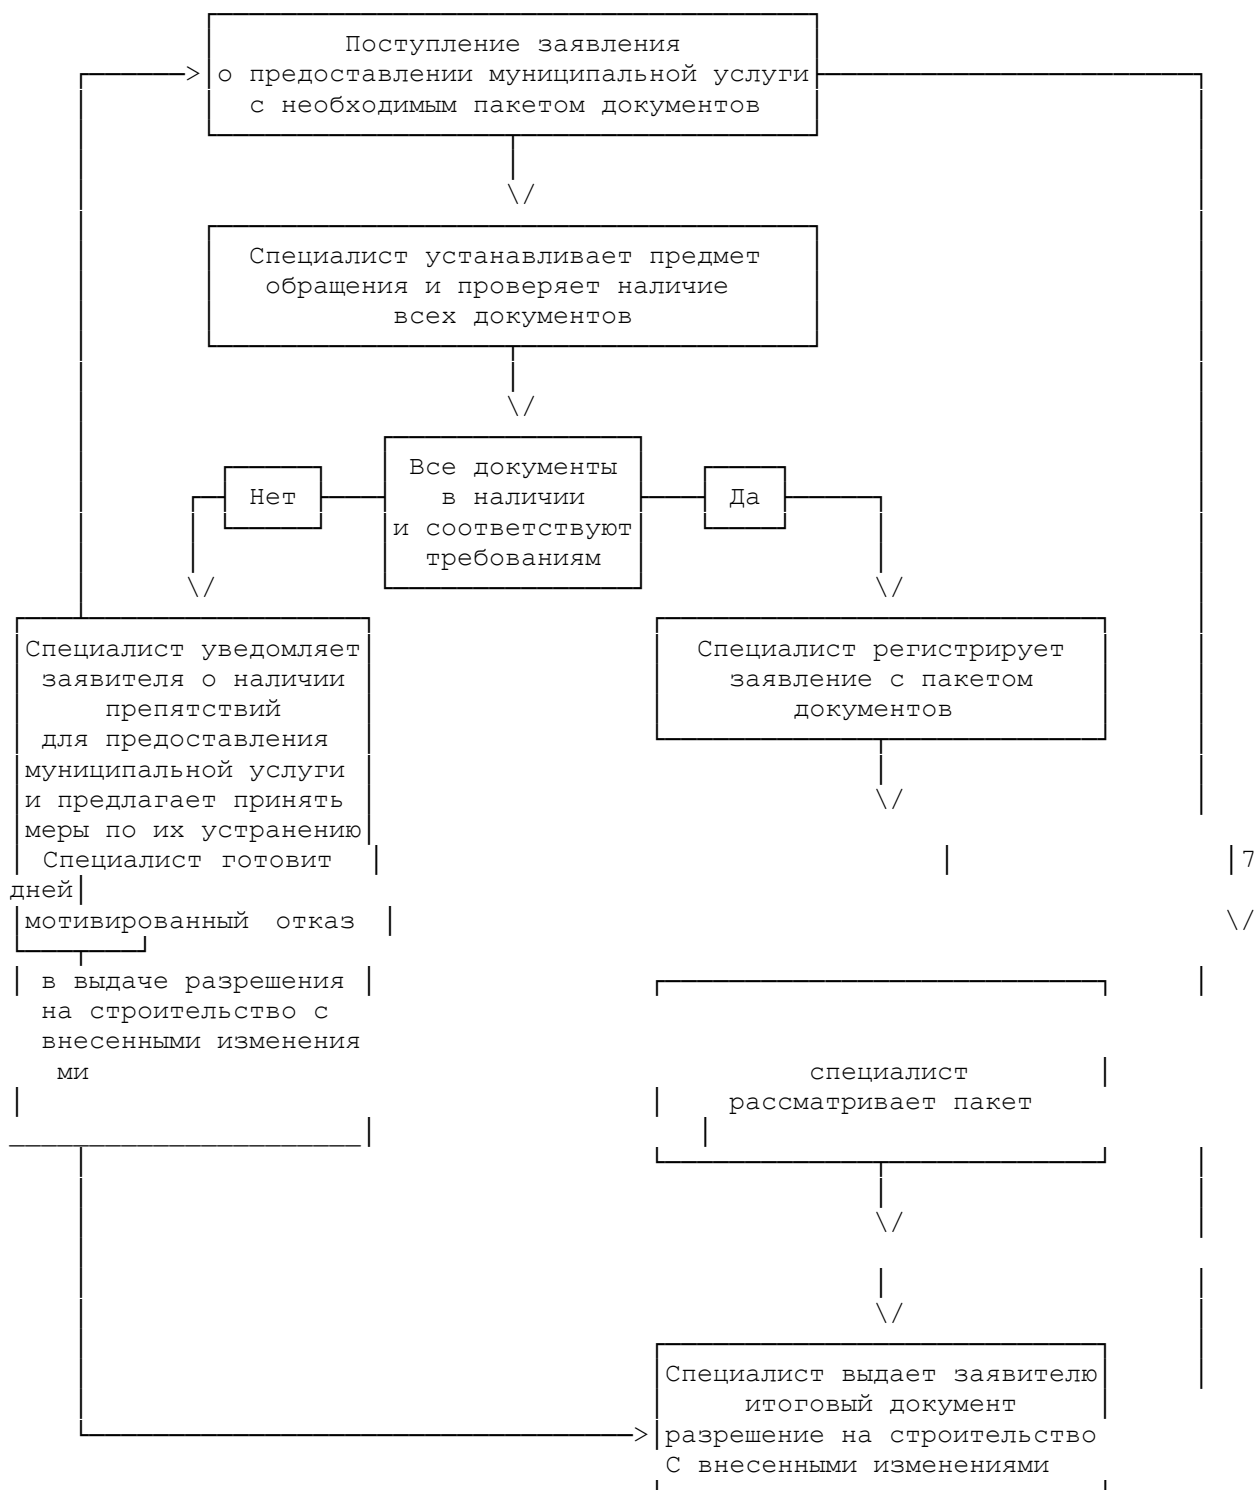 Поступление заявления
о предоставлении муниципальной услуги
с необходимым пакетом документов
Специалист устанавливает предмет
обращения и проверяет наличие
всех документов
Все документы
в наличии
и соответствуют
требованиям
Нет
Да
Специалист уведомляет
заявителя о наличии
препятствий
для предоставления
муниципальной услуги
и предлагает принять
меры по их устранению
Специалист готовит
Специалист регистрирует
заявление с пакетом
документов
7
дней
мотивированный отказ
в выдаче разрешения
на строительство с
внесенными изменения
ми
специалист
рассматривает пакет
Специалист выдает заявителю
итоговый документ
разрешение на строительство
С внесенными изменениями